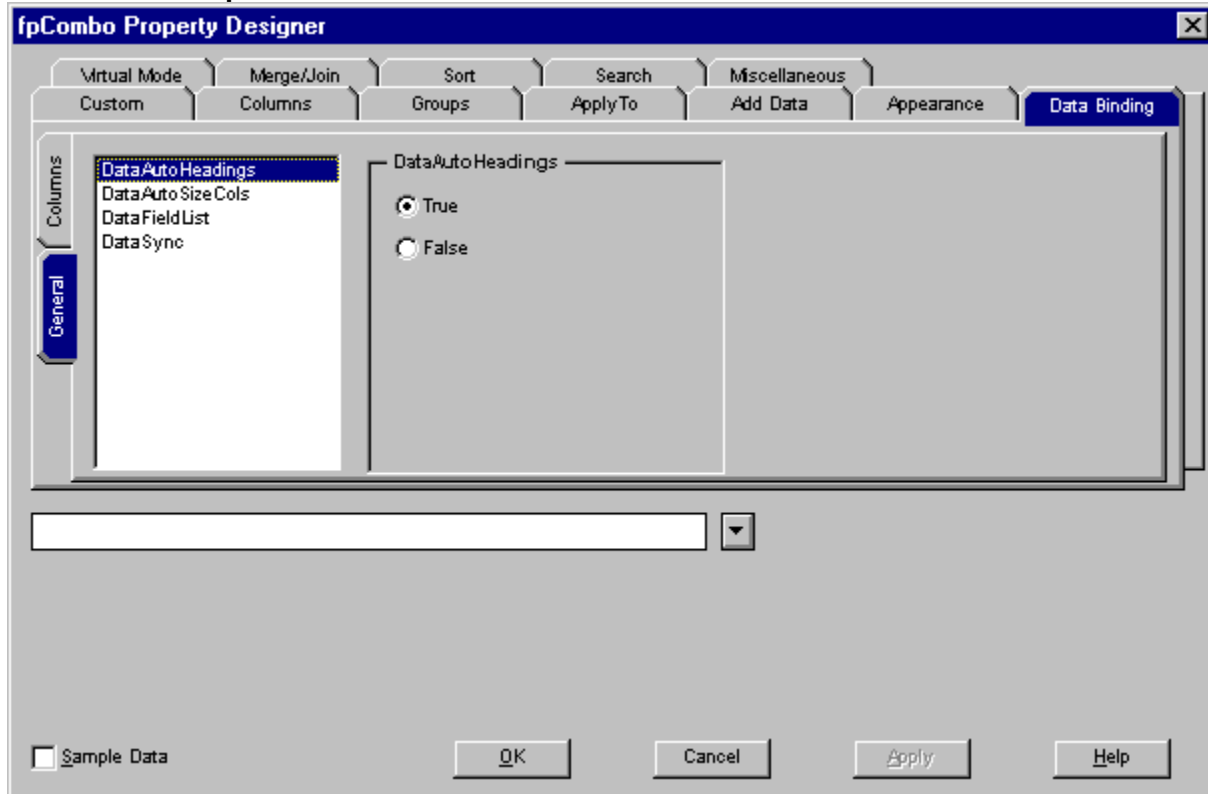 fpCombo Property Designer
Virtual Mode Merge/Join Sort Search Miscellaneous
Custom Columns Groups ApplyTo Add Data Appearance Data Binding
Columns
General
DataAutoHeadings
DataAutoSizeCols
DataFieldList
DataSync
DataAutoHeadings
True
False
Sample Data OK Cancel Apply Help